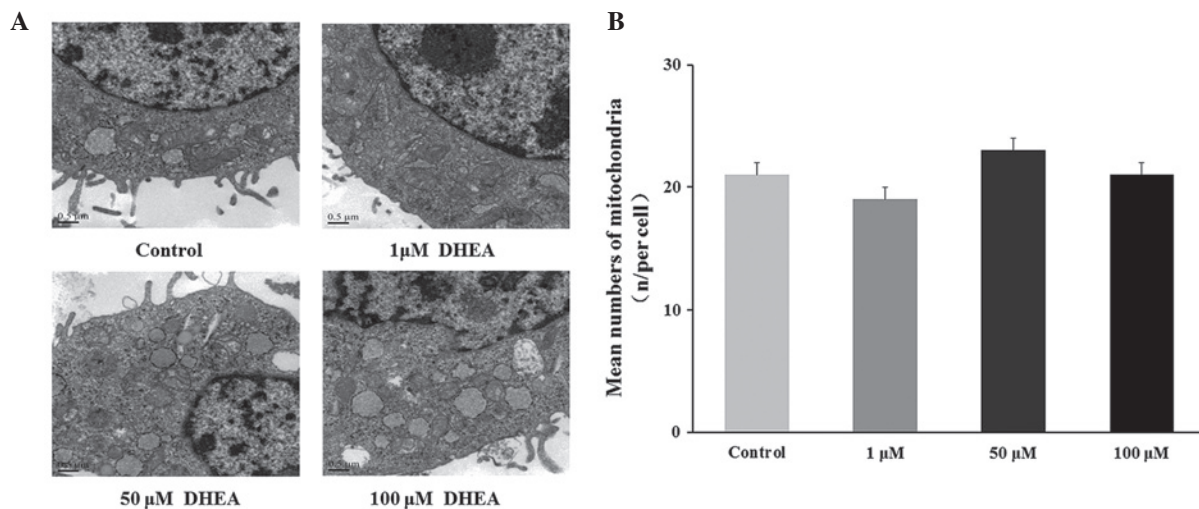 A
0.5 µm
0.5 µm
Control
1µM DHEA
0.5 µm
0.5 µm
50 µM DHEA
100 µM DHEA
B
Mean numbers of mitochondria
（n/per cell）
30
20
10
0
Control
1 µM
50 µM
100 µM